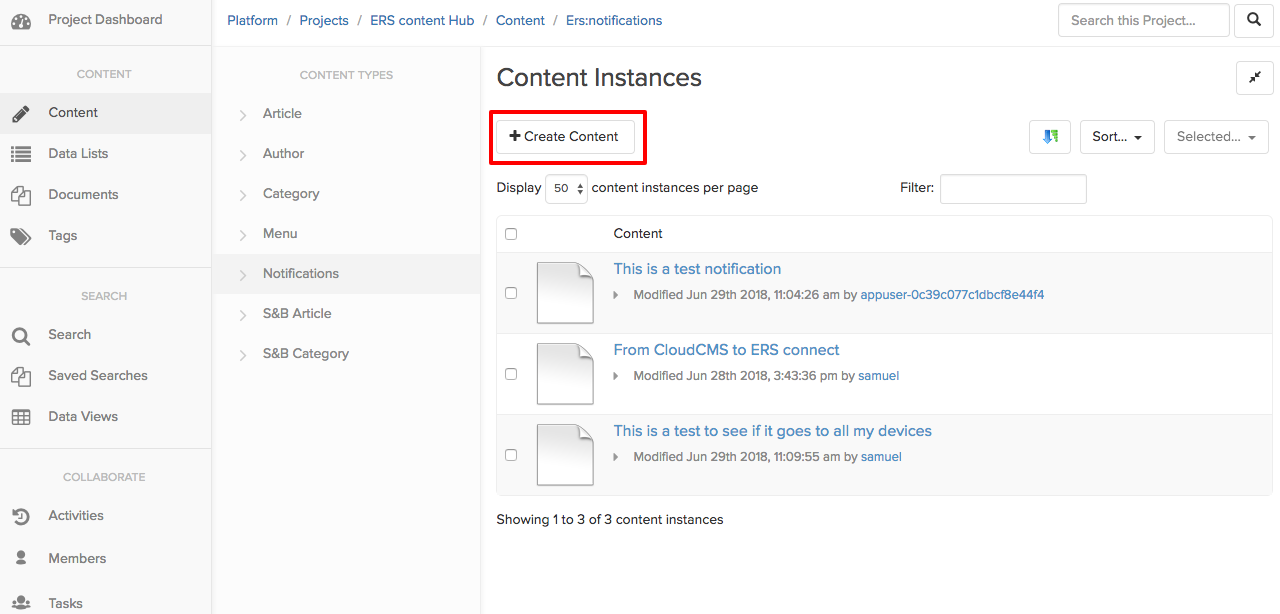 Project Dashboard
CONTENT
Content
Data Lists
Documents
Tags
SEARCH
Search
Saved Searches
Data Views
COLLABORATE
Activities
Members
Tasks
Platform / Projects / ERS content Hub / Content / Ers:notifications
Search this Project...
CONTENT TYPES
Article
Author
Category
Menu
Notifications
S&B Article
S&B Category
Content Instances
Create Content
Sort...
Selected...
Display 50 content instances per page
Filter:
Content
This is a test notification
Modified Jun 29th 2018, 11:04:26 am by appuser-0c39c077c1dbcf8e44f4
From CloudCMS to ERS connect
Modified Jun 28th 2018, 3:43:36 pm by samuel
This is a test to see if it goes to all my devices
Modified Jun 29th 2018, 11:09:55 am by samuel
Showing 1 to 3 of 3 content instances